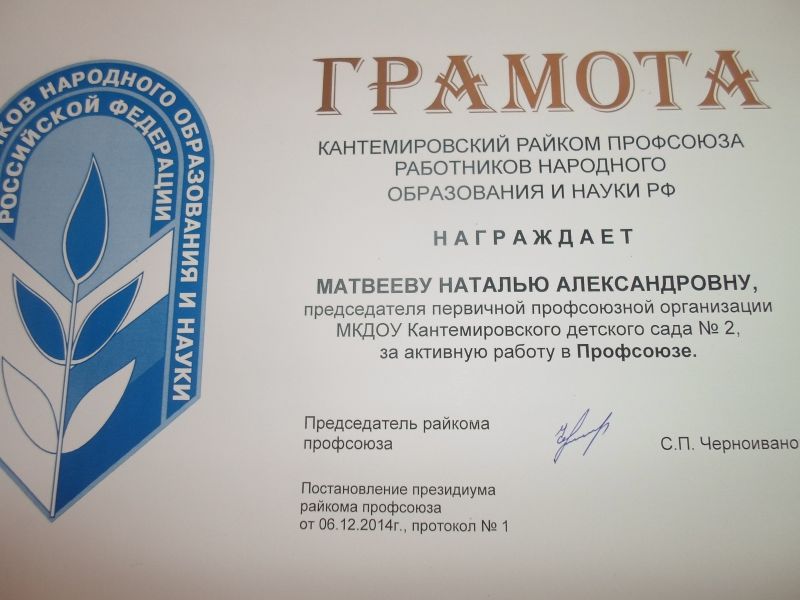 КОВ НАРОДНОГО ОБРАЗОВАНИЯ И НАУКИ
РОССИЙСКОЙ ФЕДЕРАЦИИ
ГРАМОТА
КАНТЕМИРОВСКИЙ РАЙКОМ ПРОФСОЮЗА
РАБОТНИКОВ НАРОДНОГО
ОБРАЗОВАНИЯ И НАУКИ РФ
НАГРАЖДАЕТ
МАТВЕЕВУ НАТАЛЬЮ АЛЕКСАНДРОВНУ,
председателя первичной профсоюзной организации
МКДОУ Кантемировского детского сада № 2,
за активную работу в Профсоюзе.
Председатель райкома
профсоюза
С.П. Черноивано
Постановление президиума
райкома профсоюза
от 06.12.2014г., протокол № 1